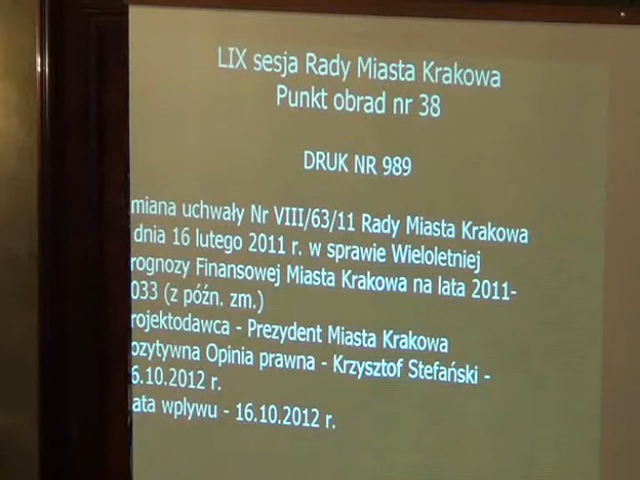 LIX sesja Rady Miasta Krakowa
Punkt obrad nr 38
DRUK NR 989
miana uchwały Nr VIII/63/11 Rady Miasta Krakowa
dnia 16 lutego 2011 r. w sprawie Wieloletniej
rognozy Finansowej Miasta Krakowa na lata 2011-
033 (z późn. zm.)
rojektodawca - Prezydent Miasta Krakowa
ozytywna Opinia prawna - Krzysztof Stefański -
6.10.2012 r.
ata wpływu - 16.10.2012 r.